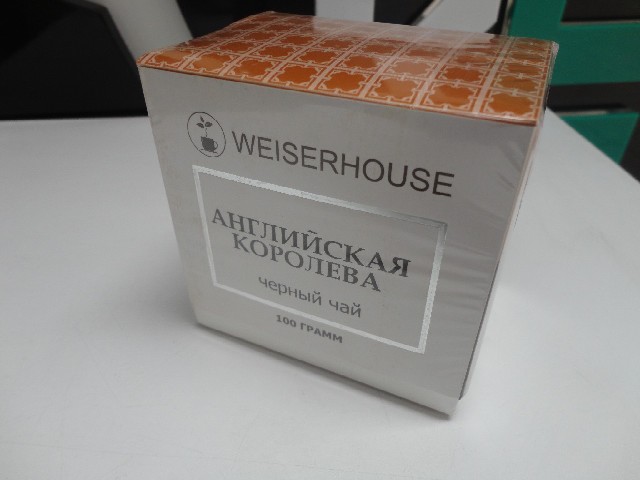 WEISERHOUSE
АНГЛИЙСКАЯ
КОРОЛЕВА
черный чай
100 ГРАММ